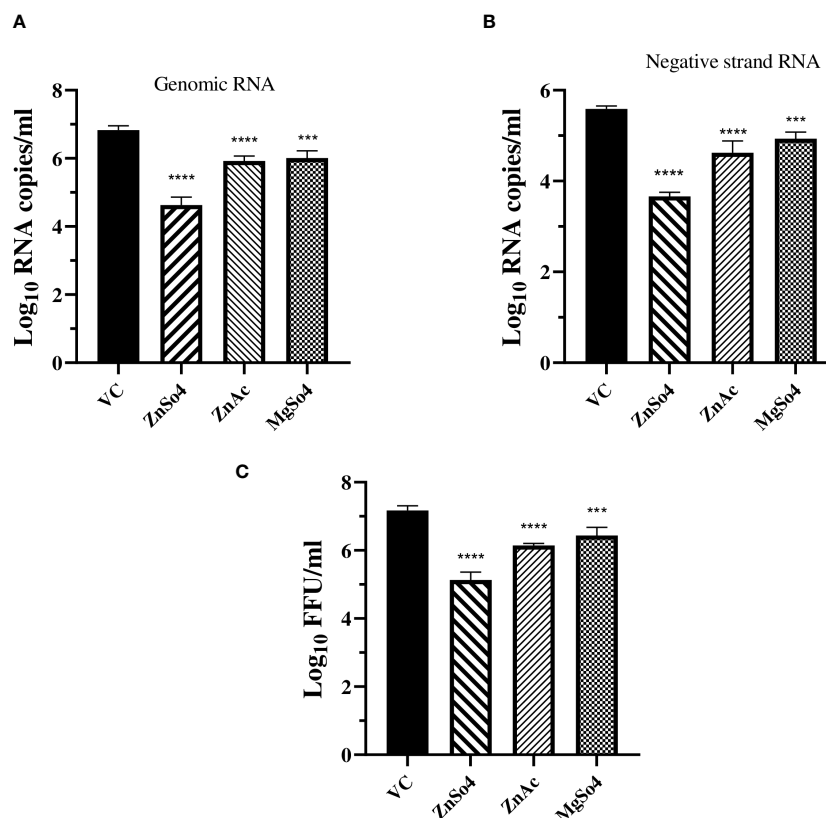 A
Genomic RNA
Log10 RNA copies/ml
8
6
4
2
0
****
****
***
VC
ZnSo4
ZnAc
MgSo4
B
Negative strand RNA
Log10 RNA copies/ml
6
4
2
0
****
****
***
VC
ZnSo4
ZnAc
MgSo4
C
Log10 FFU/ml
8
6
4
2
0
****
****
***
VC
ZnSo4
ZnAc
MgSo4